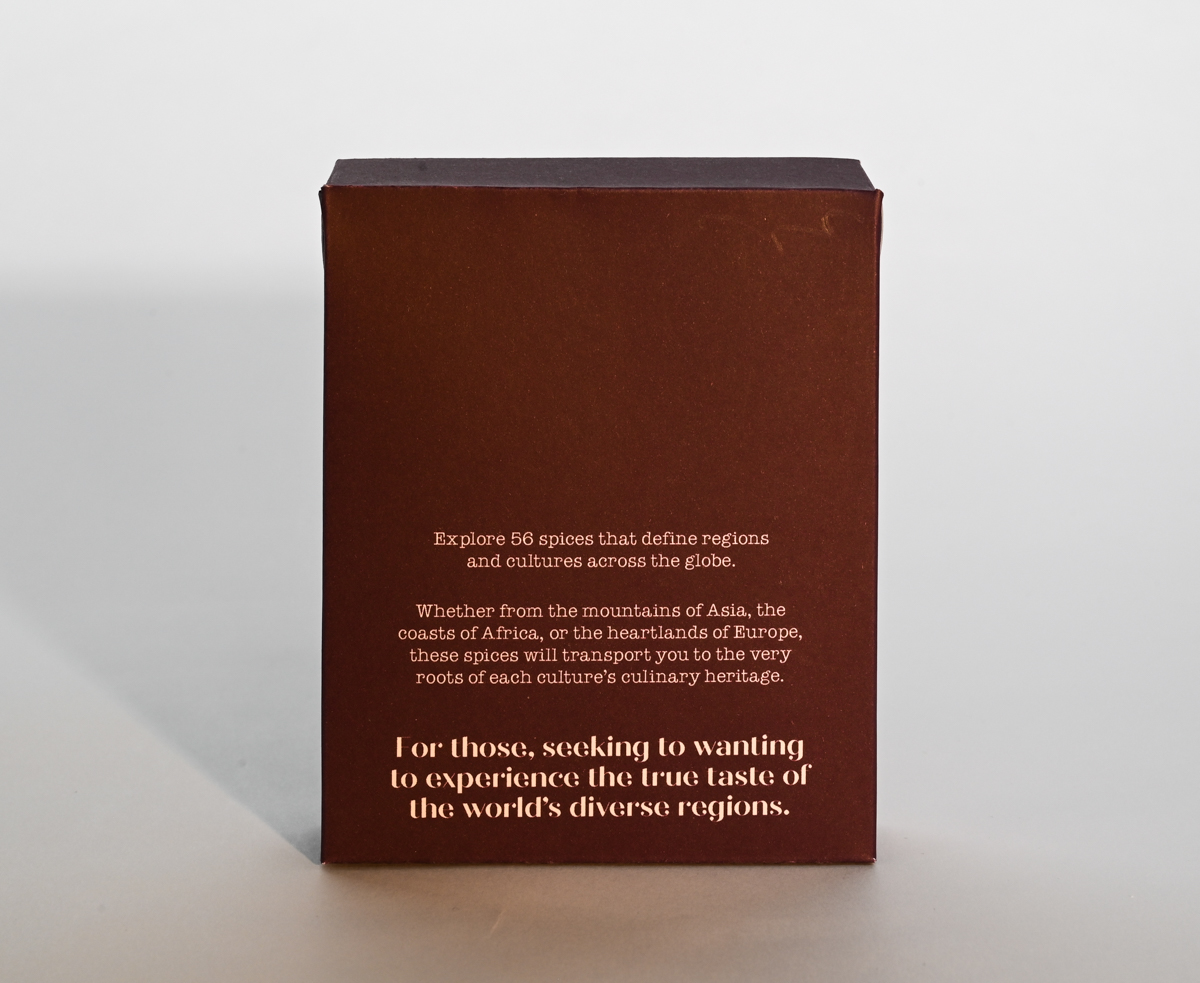 Explore 56 spices that define regions
and cultures across the globe.
Whether from the mountains of Asia, the
coasts of Africa, or the heartlands of Europe,
these spices will transport you to the very
roots of each culture’s culinary heritage.
For those, seeking to wanting
to experience the true taste of
the world’s diverse regions.